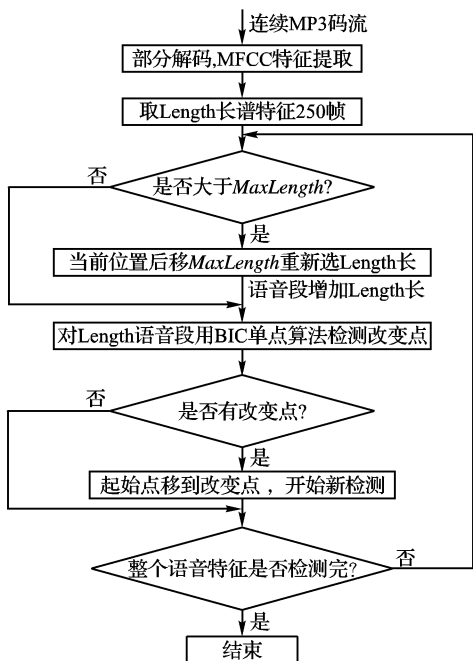 连续MP3码流
部分解码,MFCC特征提取
取Length长谱特征250帧
否
是否大于MaxLength?
是
当前位置后移MaxLength重新选Length长
语音段增加Length长
对Length语音段用BIC单点算法检测改变点
否
是否有改变点?
是
起始点移到改变点，开始新检测
整个语音特征是否检测完?
否
是
结束